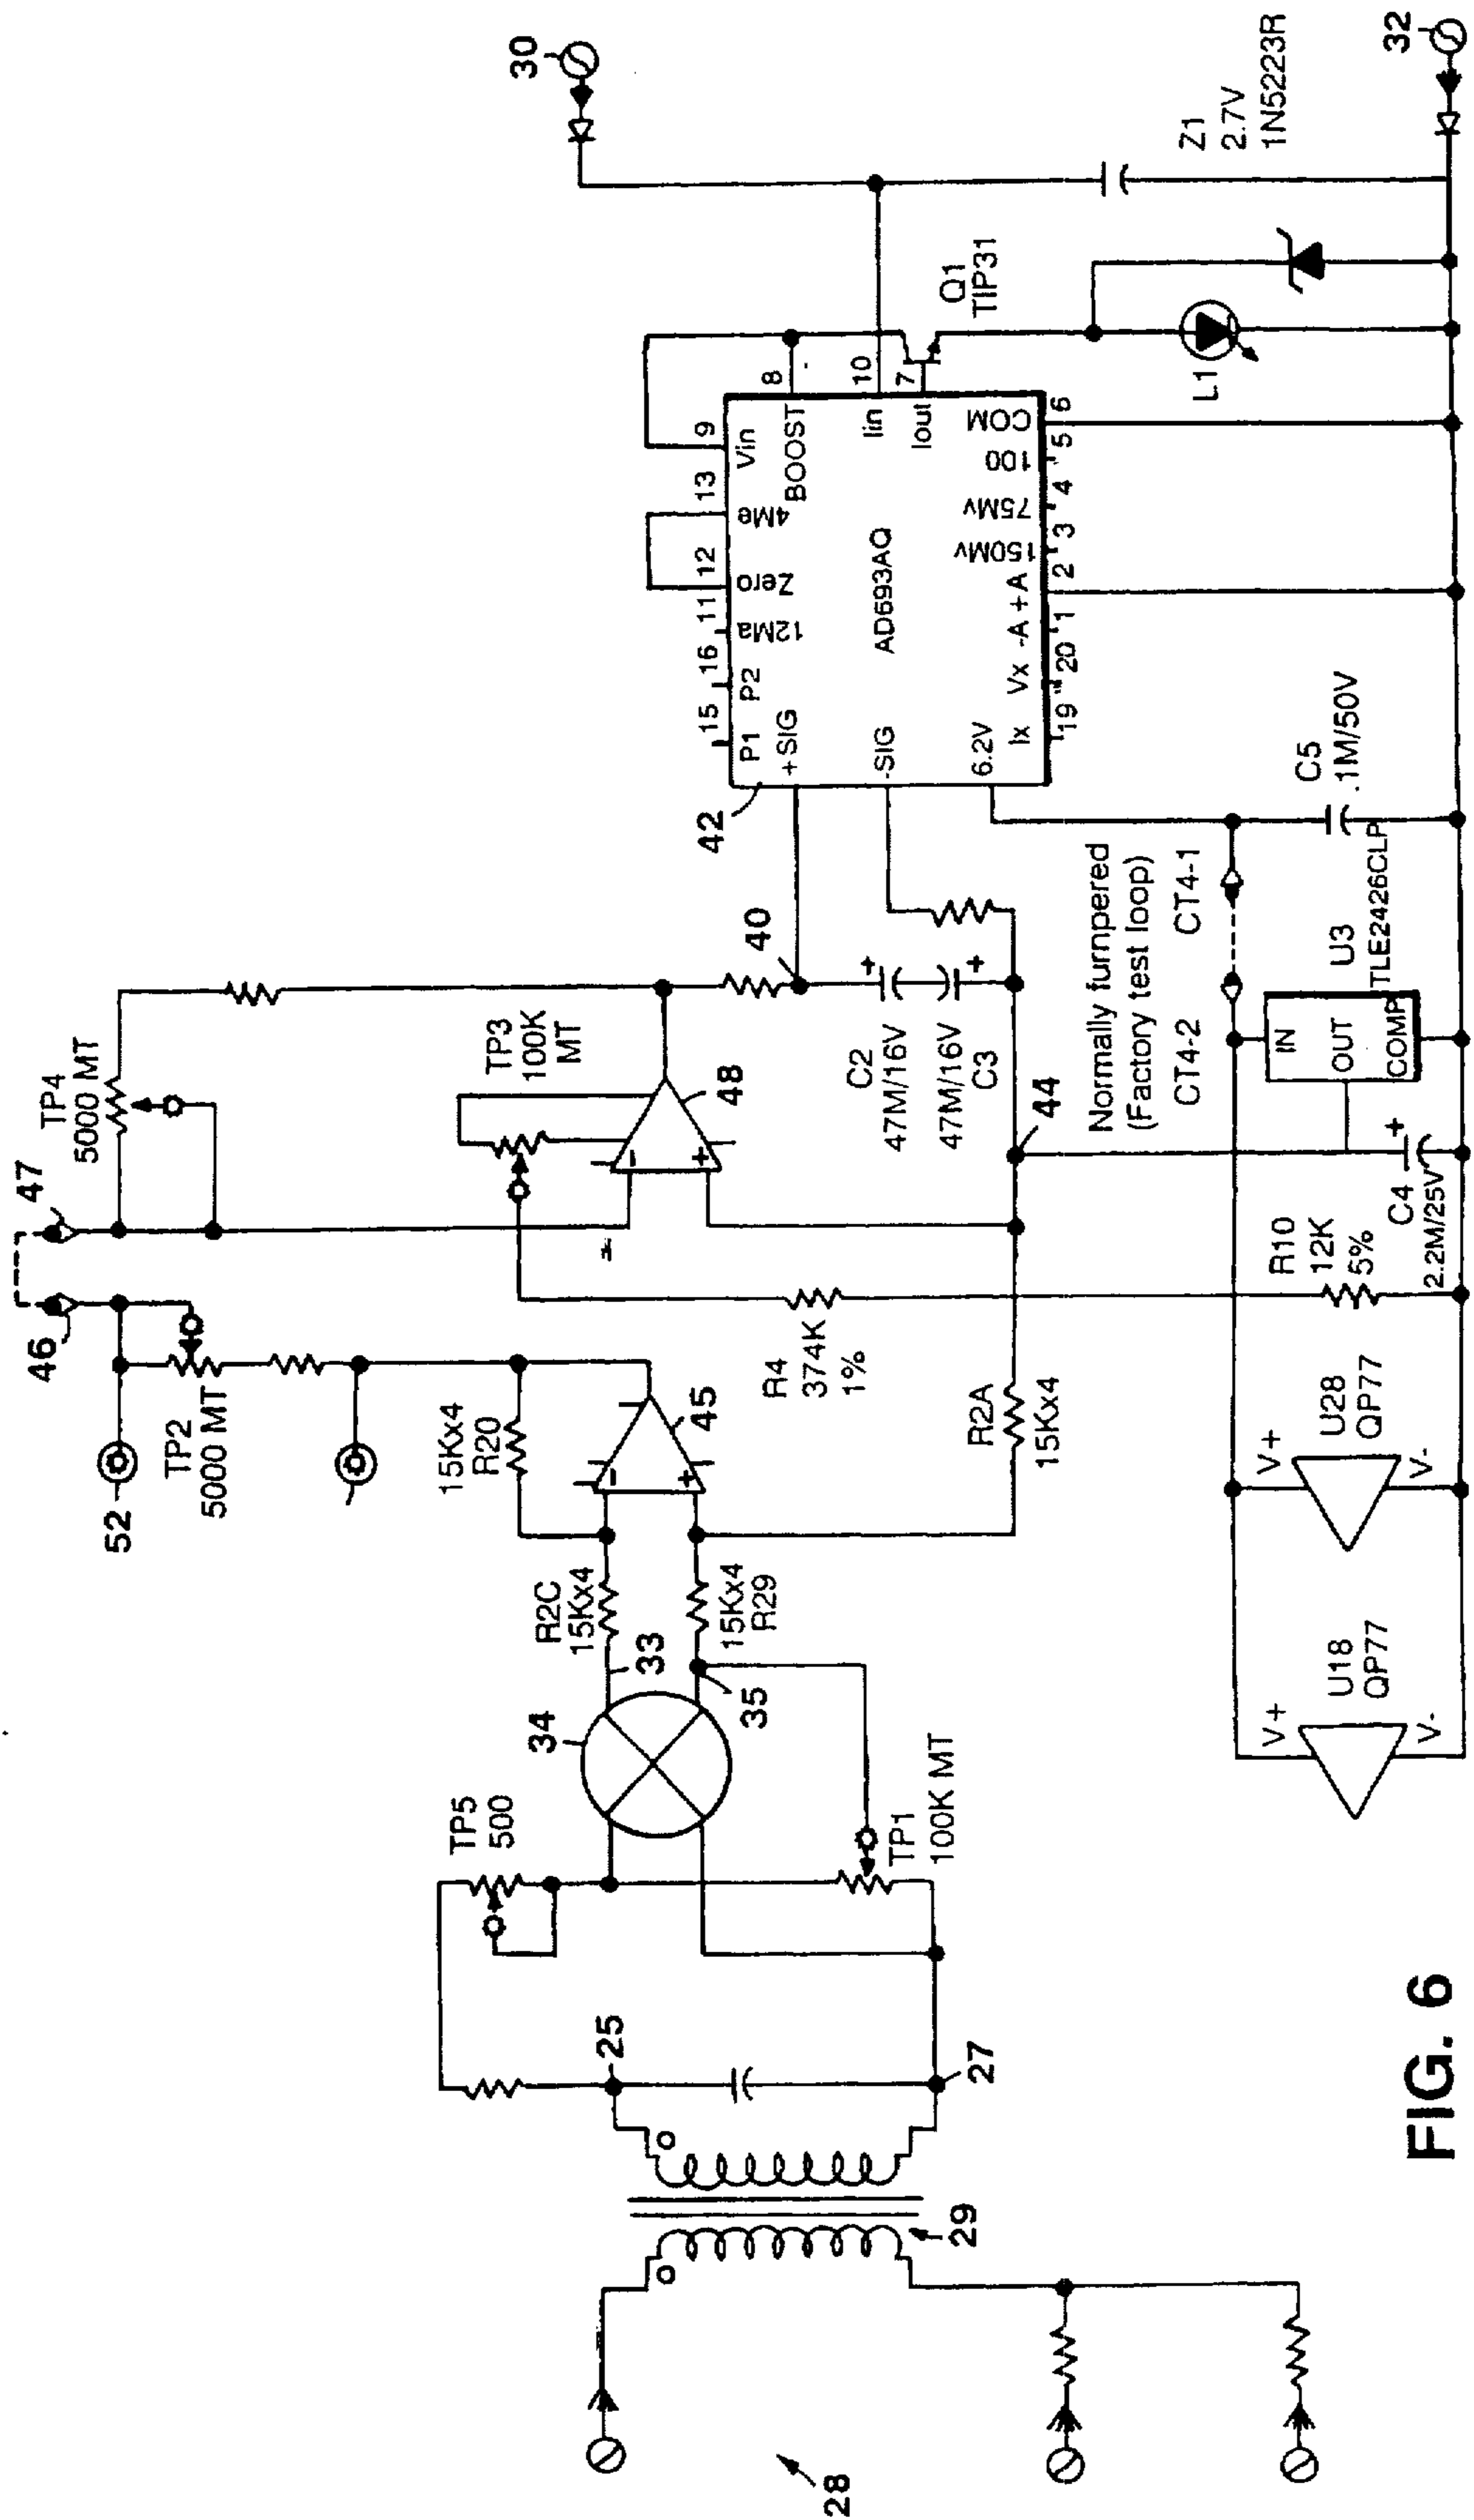 28
29
25
27
TP5
500
TP1
100K MT
34
33
35
R2C
15Kx4
15Kx4
R29
15Kx4
R20
-
+
45
R2A
15Kx4
52
TP2
5000 MT
46
47
TP4
5000 MT
R4
374K
1%
TP3
100K
MT
-
+
48
40
C2
47M/16V
+
47M/16V
C3
+
44
42
P1
15
P2
16
12Ma
11
Zero
12
4Me
13
Vin
9
+SIG
-SIG
6.2V
AD693AQ
BOOST
8
Iin
10
Iout
7
Ix
19
Vx
20
-A
1
+A
2
150Mv
3
75Mv
4
100
5
COM
6
Q1
TIP31
L1
Z1
2.7V
1N5223R
30
32
Normally furnpered
(Factory test loop)
CT4-2
CT4-1
C5
.1M/50V
IN
OUT
COMP
U3
TLE2426CLP
C4
+
2.2M/25V
R10
12K
5%
V+
U28
QP77
V-
V+
U18
QP77
V-
FIG. 6